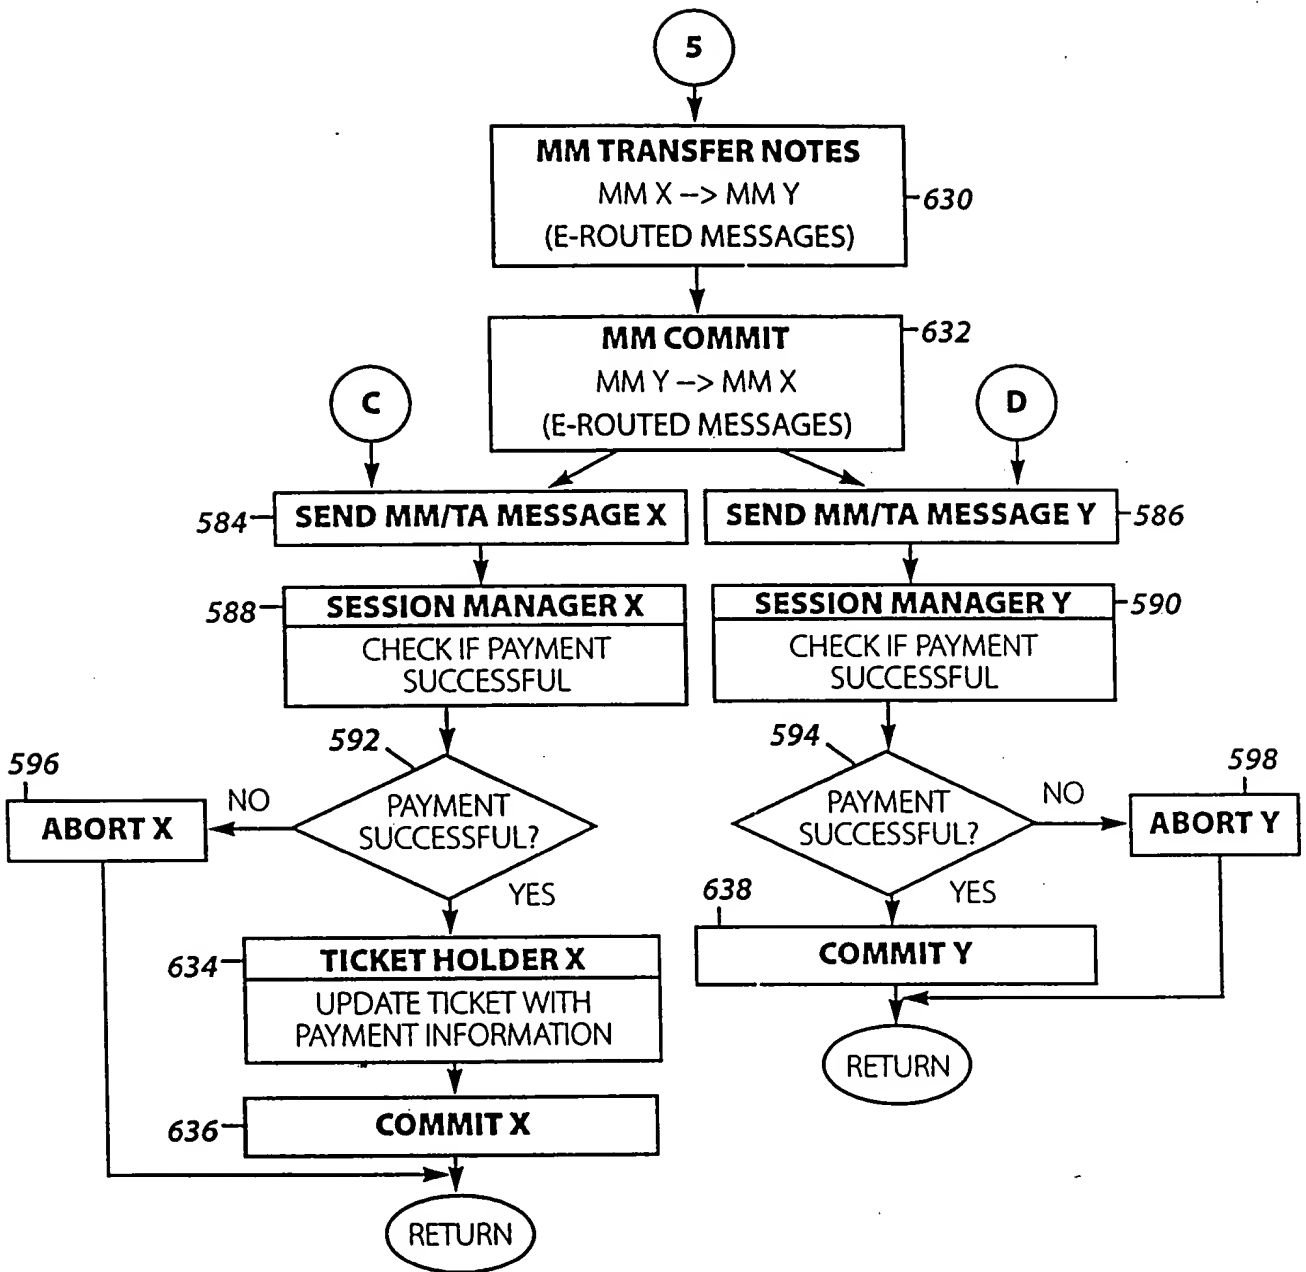 5
MM TRANSFER NOTES
MM X --> MM Y
(E-ROUTED MESSAGES)
630
MM COMMIT
MM Y --> MM X
(E-ROUTED MESSAGES)
632
C
D
584
SEND MM/TA MESSAGE X
SEND MM/TA MESSAGE Y
586
588
SESSION MANAGER X
CHECK IF PAYMENT
SUCCESSFUL
SESSION MANAGER Y
590
CHECK IF PAYMENT
SUCCESSFUL
592
PAYMENT
SUCCESSFUL?
594
PAYMENT
SUCCESSFUL?
596
NO
ABORT X
NO
598
ABORT Y
YES
YES
634
TICKET HOLDER X
UPDATE TICKET WITH
PAYMENT INFORMATION
638
COMMIT Y
RETURN
636
COMMIT X
RETURN